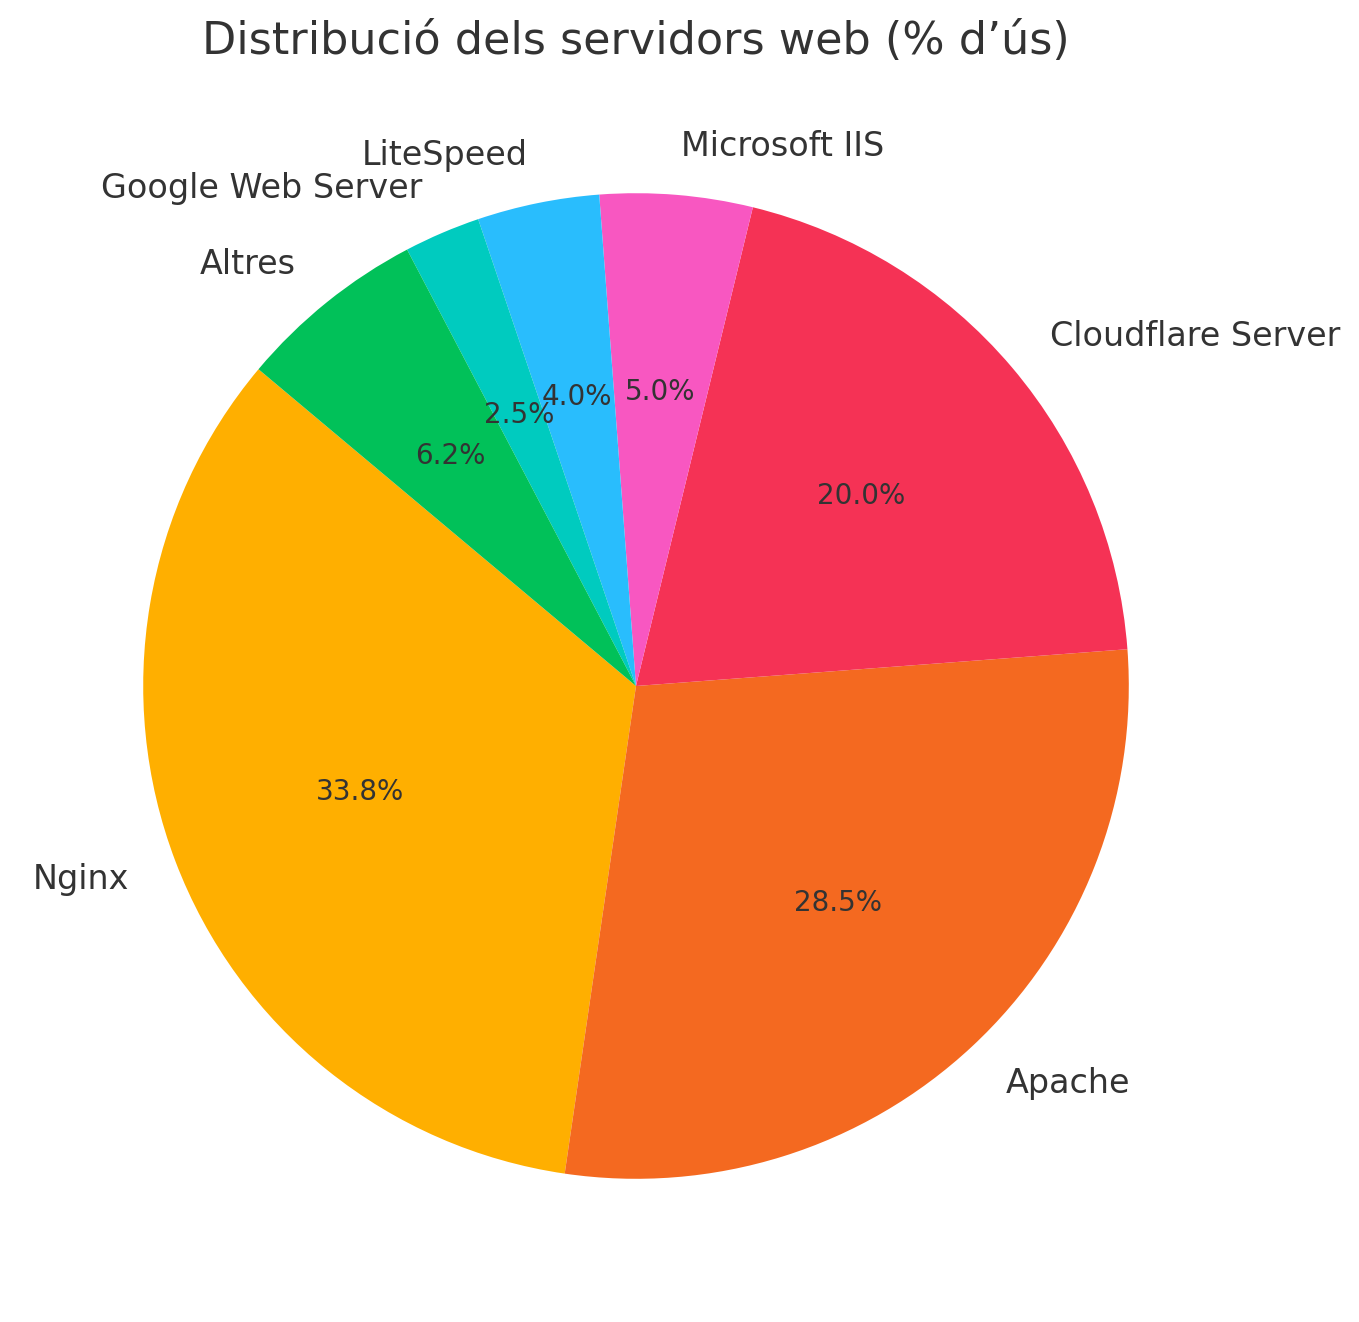 Distribució dels servidors web (% d’ús)
Microsoft IIS
LiteSpeed
Google Web Server
Altres
Cloudflare Server
5.0%
4.0%
2.5%
6.2%
20.0%
33.8%
Nginx
28.5%
Apache